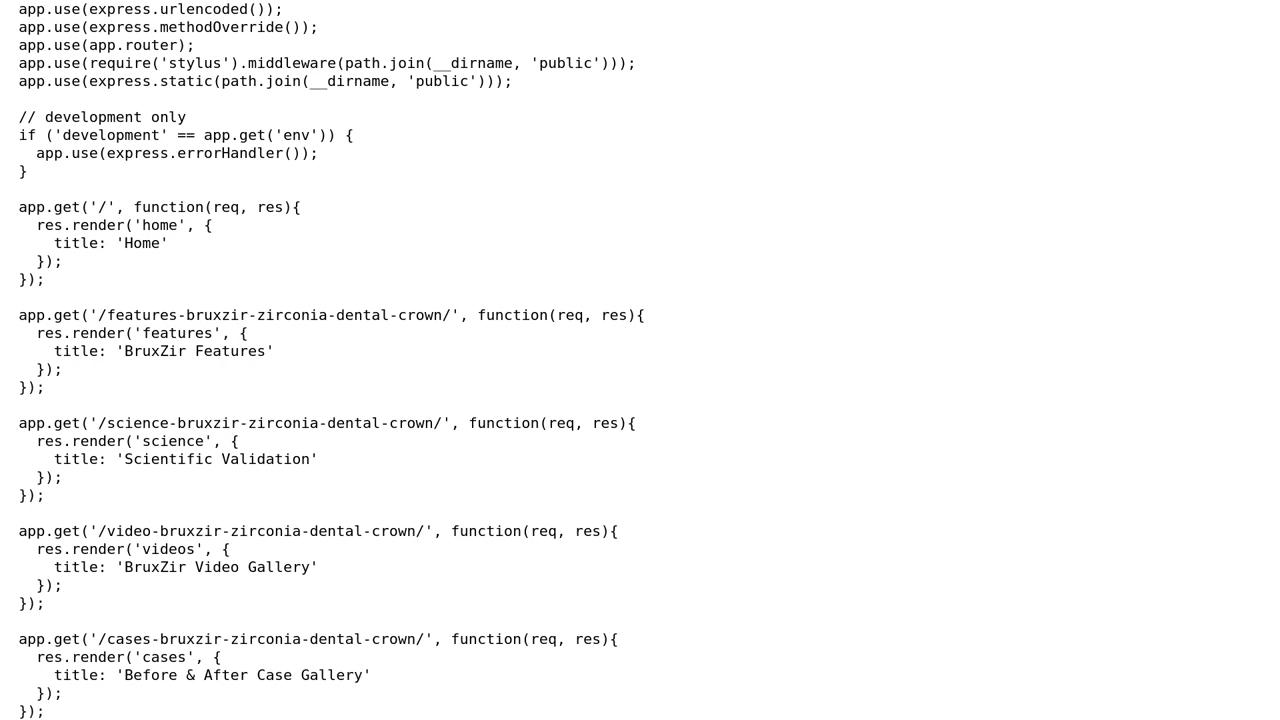 app.use(express.urlencoded());
app.use(express.methodOverride());
app.use(app.router);
app.use(require('stylus').middleware(path.join(__dirname, 'public')));
app.use(express.static(path.join(__dirname, 'public')));

// development only
if ('development' == app.get('env')) {
  app.use(express.errorHandler());
}

app.get('/', function(req, res){
  res.render('home', {
    title: 'Home'
  });
});

app.get('/features-bruxzir-zirconia-dental-crown/', function(req, res){
  res.render('features', {
    title: 'BruxZir Features'
  });
});

app.get('/science-bruxzir-zirconia-dental-crown/', function(req, res){
  res.render('science', {
    title: 'Scientific Validation'
  });
});

app.get('/video-bruxzir-zirconia-dental-crown/', function(req, res){
  res.render('videos', {
    title: 'BruxZir Video Gallery'
  });
});

app.get('/cases-bruxzir-zirconia-dental-crown/', function(req, res){
  res.render('cases', {
    title: 'Before & After Case Gallery'
  });
});